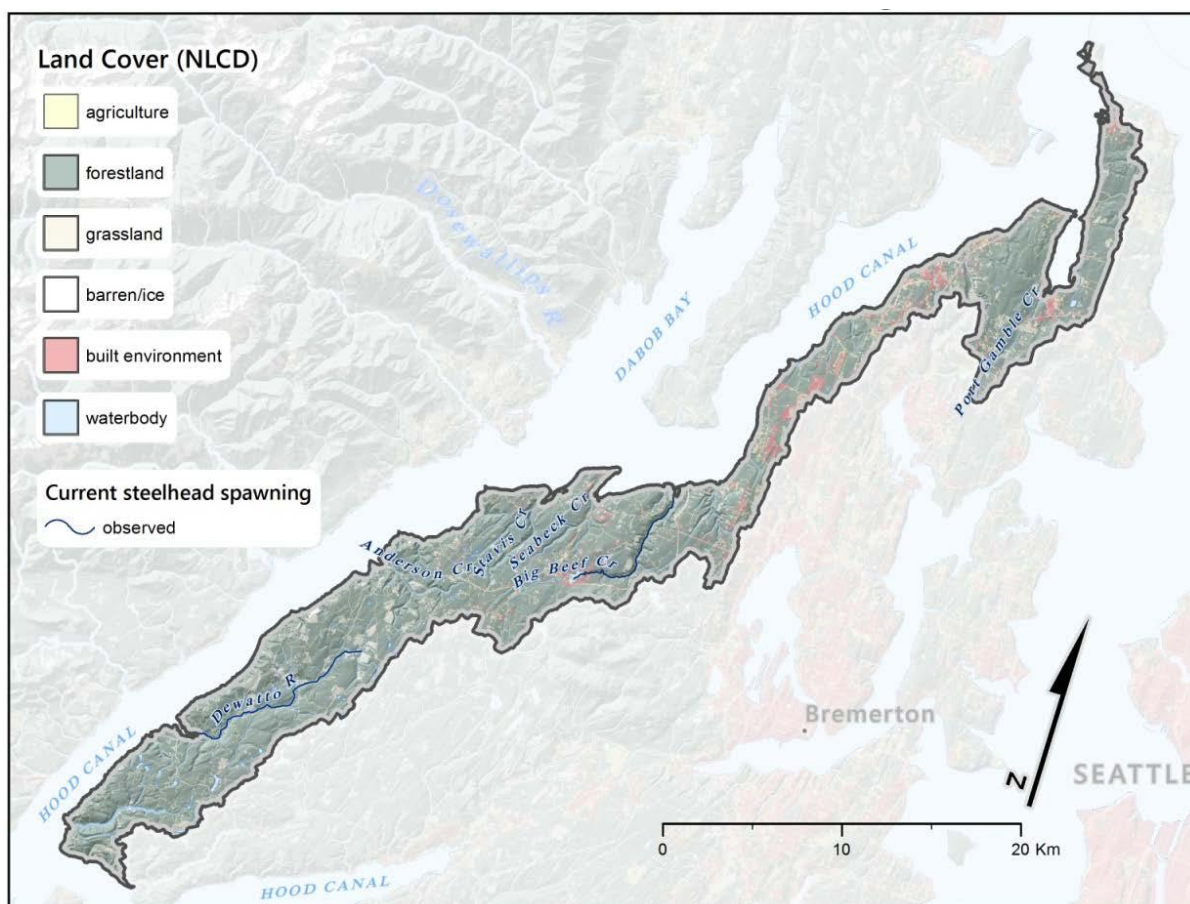 Land Cover (NLCD)
agriculture
forestland
grassland
barren/ice
built environment
waterbody
Current steelhead spawning
observed
Dosewallips R
DABOB BAY
HOOD CANAL
Port Gamble Cr
Anderson Cr
Stavis Cr
Seabeck Cr
Big Beef Cr
Dewatto R
HOOD CANAL
HOOD CANAL
Bremerton
SEATTLE
N
0 10 20 Km